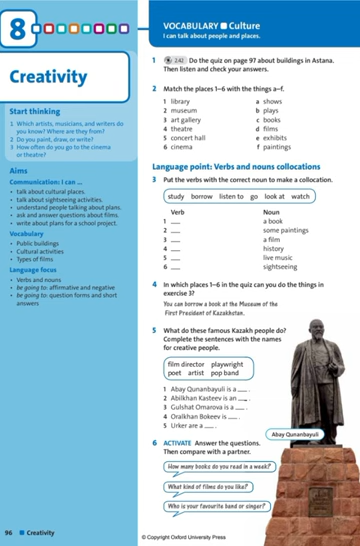 8
Creativity
Start thinking
1 Which artists, musicians, and writers do
you know? Where are they from?
2 Do you paint, draw, or write?
3 How often do you go to the cinema
or theatre?
Aims
Communication: I can ...
• talk about cultural places.
• talk about sightseeing activities.
• understand people talking about plans.
• ask and answer questions about films.
• write about plans for a school project.
Vocabulary
• Public buildings
• Cultural activities
• Types of films
Language focus
• Verbs and nouns
• be going to: affirmative and negative
• be going to: question forms and short
answers
96 Creativity
VOCABULARY Culture
I can talk about people and places.
1 2.42 Do the quiz on page 97 about buildings in Astana.
Then listen and check your answers.
2 Match the places 1–6 with the things a–f.
1 library a shows
2 museum b plays
3 art gallery c books
4 theatre d films
5 concert hall e exhibits
6 cinema f paintings
Language point: Verbs and nouns collocations
3 Put the verbs with the correct noun to make a collocation.
study borrow listen to go look at watch
Verb Noun
1 ___ a book
2 ___ some paintings
3 ___ a film
4 ___ history
5 ___ live music
6 ___ sightseeing
4 In which places 1–6 in the quiz can you do the things in
exercise 3?
You can borrow a book at the Museum of the
First President of Kazakhstan.
5 What do these famous Kazakh people do?
Complete the sentences with the names
for creative people.
film director playwright
poet artist pop band
1 Abay Qunanbayuli is a ___ .
2 Abilkhan Kasteev is an ___ .
3 Gulshat Omarova is a ___ .
4 Oralkhan Bokeev is ___ .
5 Urker are a ___ .
Abay Qunanbayuli
6 ACTIVATE Answer the questions.
Then compare with a partner.
How many books do you read in a week?
What kind of films do you like?
Who is your favourite band or singer?
© Copyright Oxford University Press